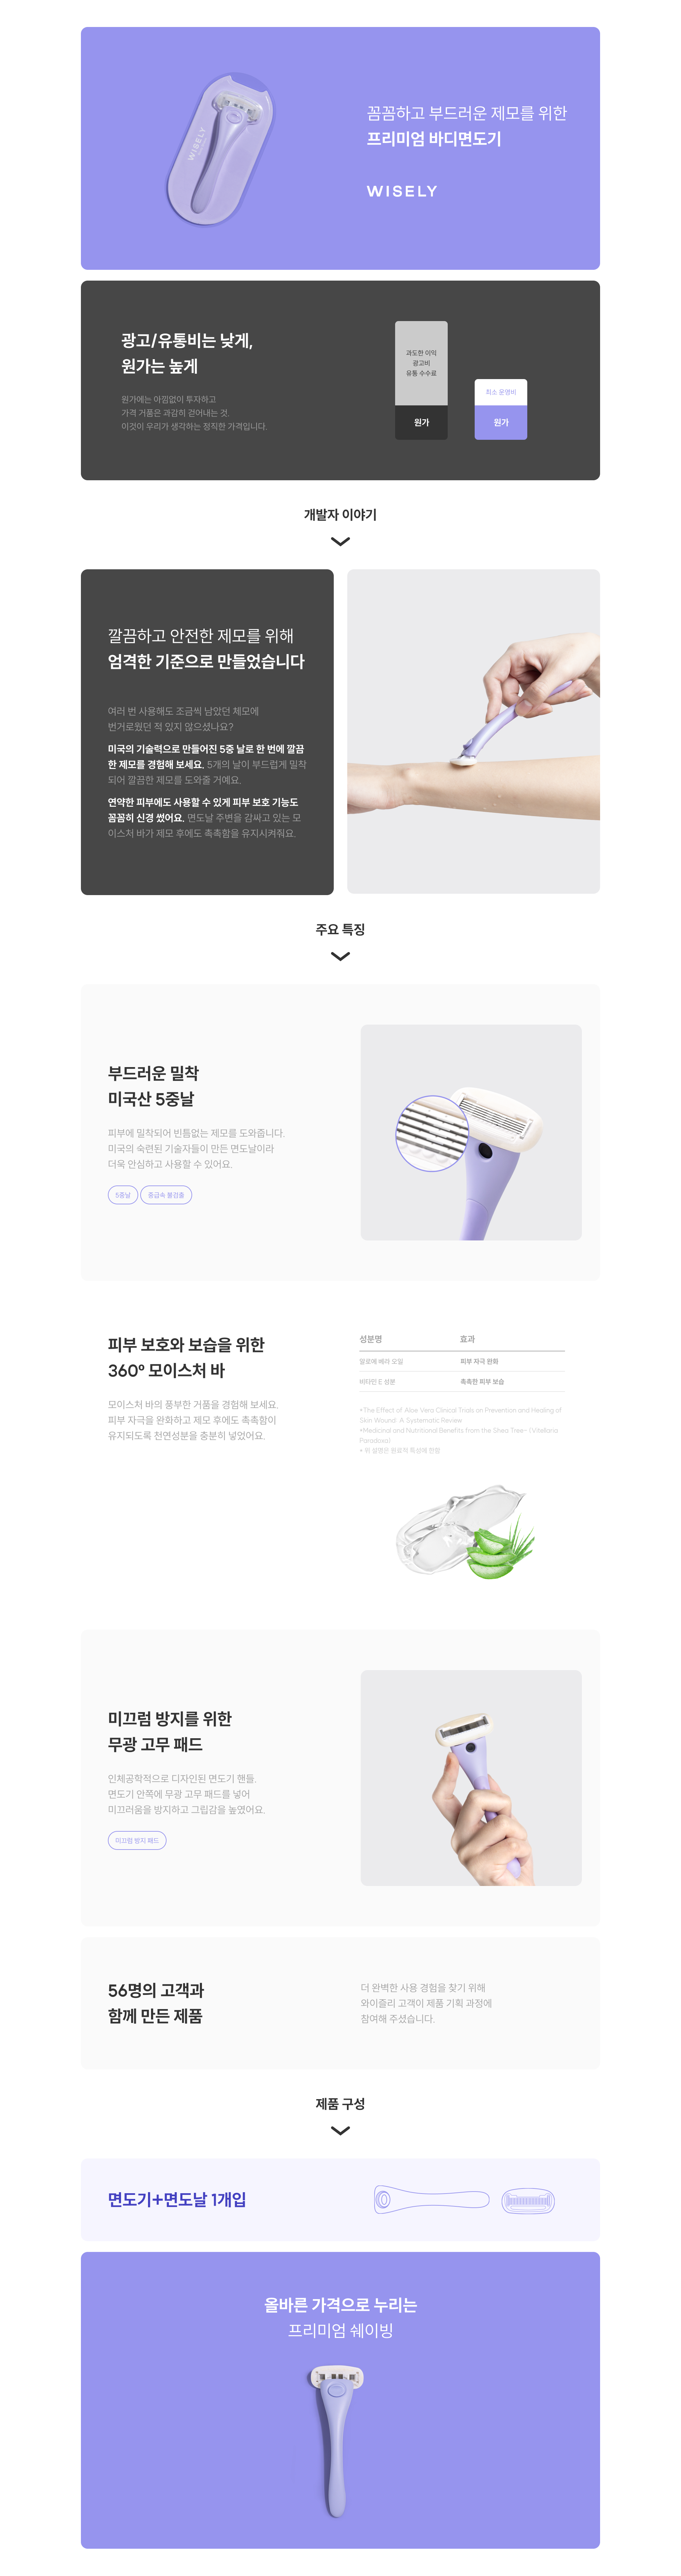 WISELY
꼼꼼하고 부드러운 제모를 위한
프리미엄 바디면도기
WISELY
광고/유통비는 낮게,
원가는 높게
원가에는 아낌없이 투자하고
가격 거품은 과감히 걷어내는 것.
이것이 우리가 생각하는 정직한 가격입니다.
과도한 이익
광고비
유통 수수료
원가
최소 운영비
원가
개발자 이야기
깔끔하고 안전한 제모를 위해
엄격한 기준으로 만들었습니다
여러 번 사용해도 조금씩 남았던 체모에
번거로웠던 적 있지 않으셨나요?
미국의 기술력으로 만들어진 5중 날로 한 번에 깔끔
한 제모를 경험해 보세요. 5개의 날이 부드럽게 밀착
되어 깔끔한 제모를 도와줄 거예요.
연약한 피부에도 사용할 수 있게 피부 보호 기능도
꼼꼼히 신경 썼어요. 면도날 주변을 감싸고 있는 모
이스처 바가 제모 후에도 촉촉함을 유지시켜줘요.
주요 특징
부드러운 밀착
미국산 5중날
피부에 밀착되어 빈틈없는 제모를 도와줍니다.
미국의 숙련된 기술자들이 만든 면도날이라
더욱 안심하고 사용할 수 있어요.
5중날
중금속 불검출
피부 보호와 보습을 위한
360º 모이스처 바
모이스처 바의 풍부한 거품을 경험해 보세요.
피부 자극을 완화하고 제모 후에도 촉촉함이
유지되도록 천연성분을 충분히 넣었어요.
성분명 효과
알로에 베라 오일 피부 자극 완화
비타민 E 성분 촉촉한 피부 보습
*The Effect of Aloe Vera Clinical Trials on Prevention and Healing of
Skin Wound: A Systematic Review
*Medicinal and Nutritional Benefits from the Shea Tree- (Vitellaria
Paradoxa)
* 위 설명은 원료적 특성에 한함
미끄럼 방지를 위한
무광 고무 패드
인체공학적으로 디자인된 면도기 핸들.
면도기 안쪽에 무광 고무 패드를 넣어
미끄러움을 방지하고 그립감을 높였어요.
미끄럼 방지 패드
56명의 고객과
함께 만든 제품
더 완벽한 사용 경험을 찾기 위해
와이즐리 고객이 제품 기획 과정에
참여해 주셨습니다.
제품 구성
면도기+면도날 1개입
올바른 가격으로 누리는
프리미엄 쉐이빙